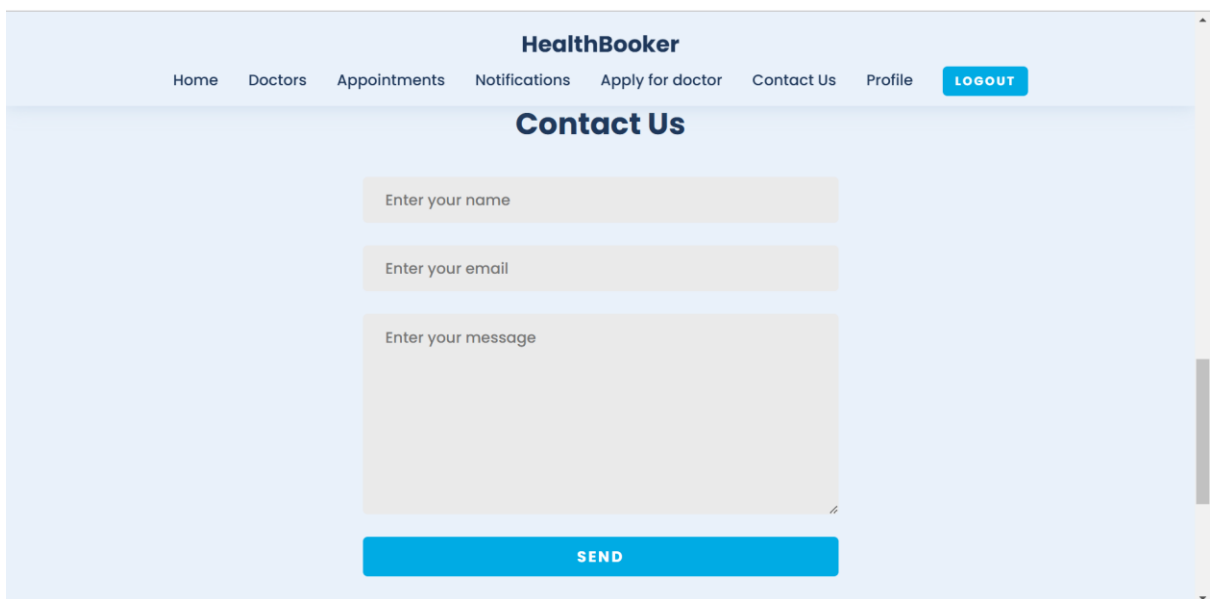 HealthBooker
Home Doctors Appointments Notifications Apply for doctor Contact Us Profile LOGOUT
Contact Us
Enter your name
Enter your email
Enter your message
SEND